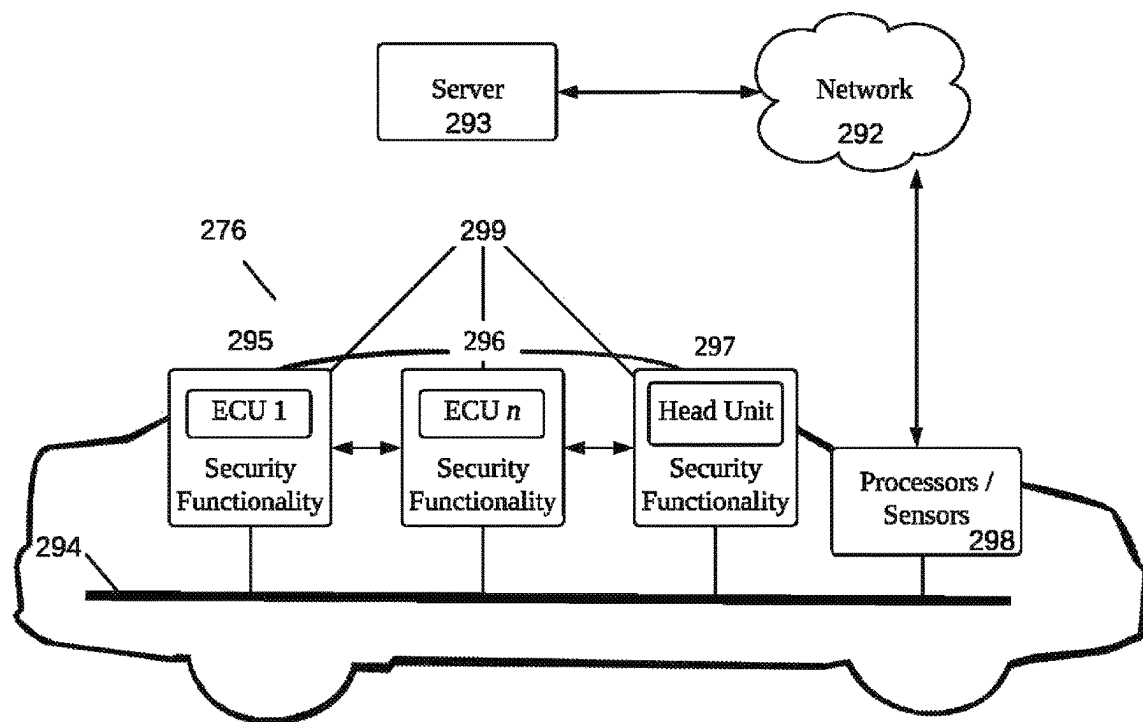 Server
293
Network
292
276
299
295
296
297
ECU 1
Security
Functionality
ECU n
Security
Functionality
Head Unit
Security
Functionality
Processors /
Sensors
298
294